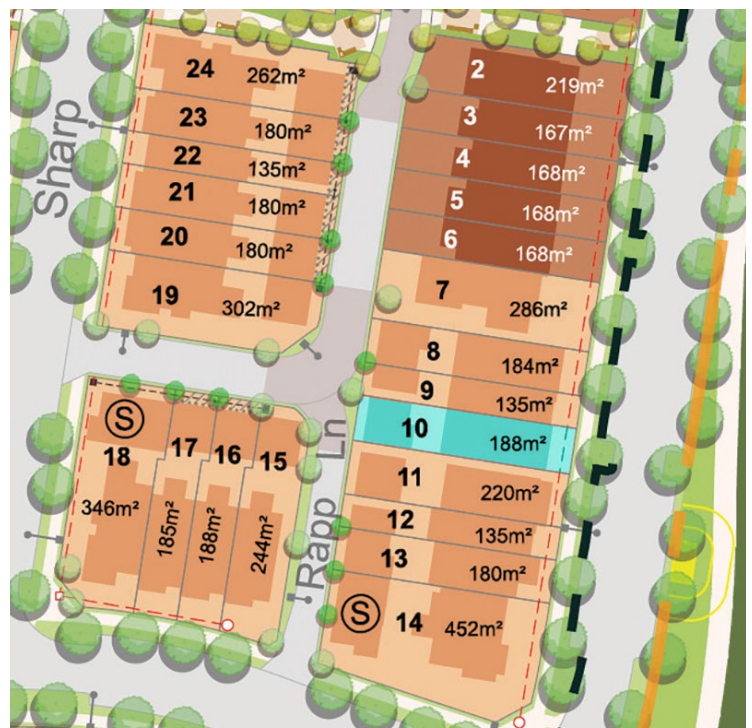 Sharp
24 262m²
23 180m²
22 135m²
21 180m²
20 180m²
19 302m²
2 219m²
3 167m²
4 168m²
5 168m²
6 168m²
7 286m²
8 184m²
9 135m²
10 188m²
11 220m²
12 135m²
13 180m²
S
14 452m²
Rapp Ln
S
18 346m²
17 185m²
16 188m²
15 244m²